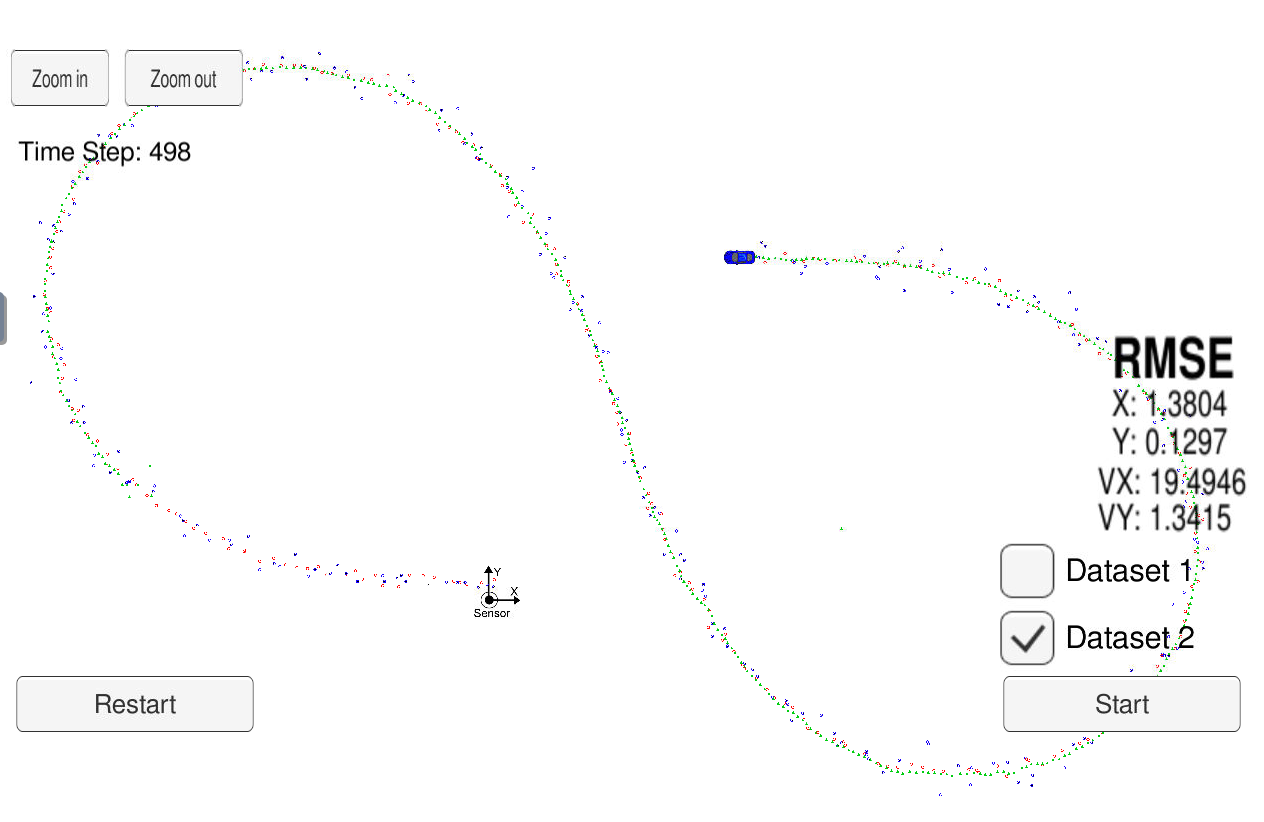 Zoom in
Zoom out
Time Step: 498
RMSE
X: 1.3804
Y: 0.1297
VX: 19.4946
VY: 1.3415
Dataset 1
Y
X
Sensor
Dataset 2
Restart
Start